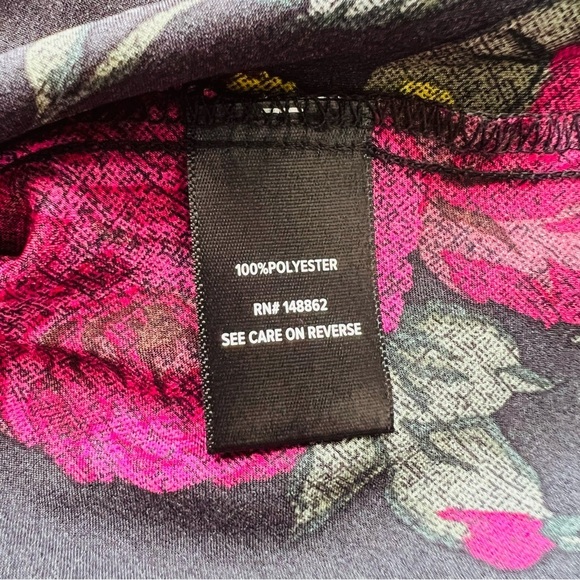 100%POLYESTER
RN# 148862
SEE CARE ON REVERSE